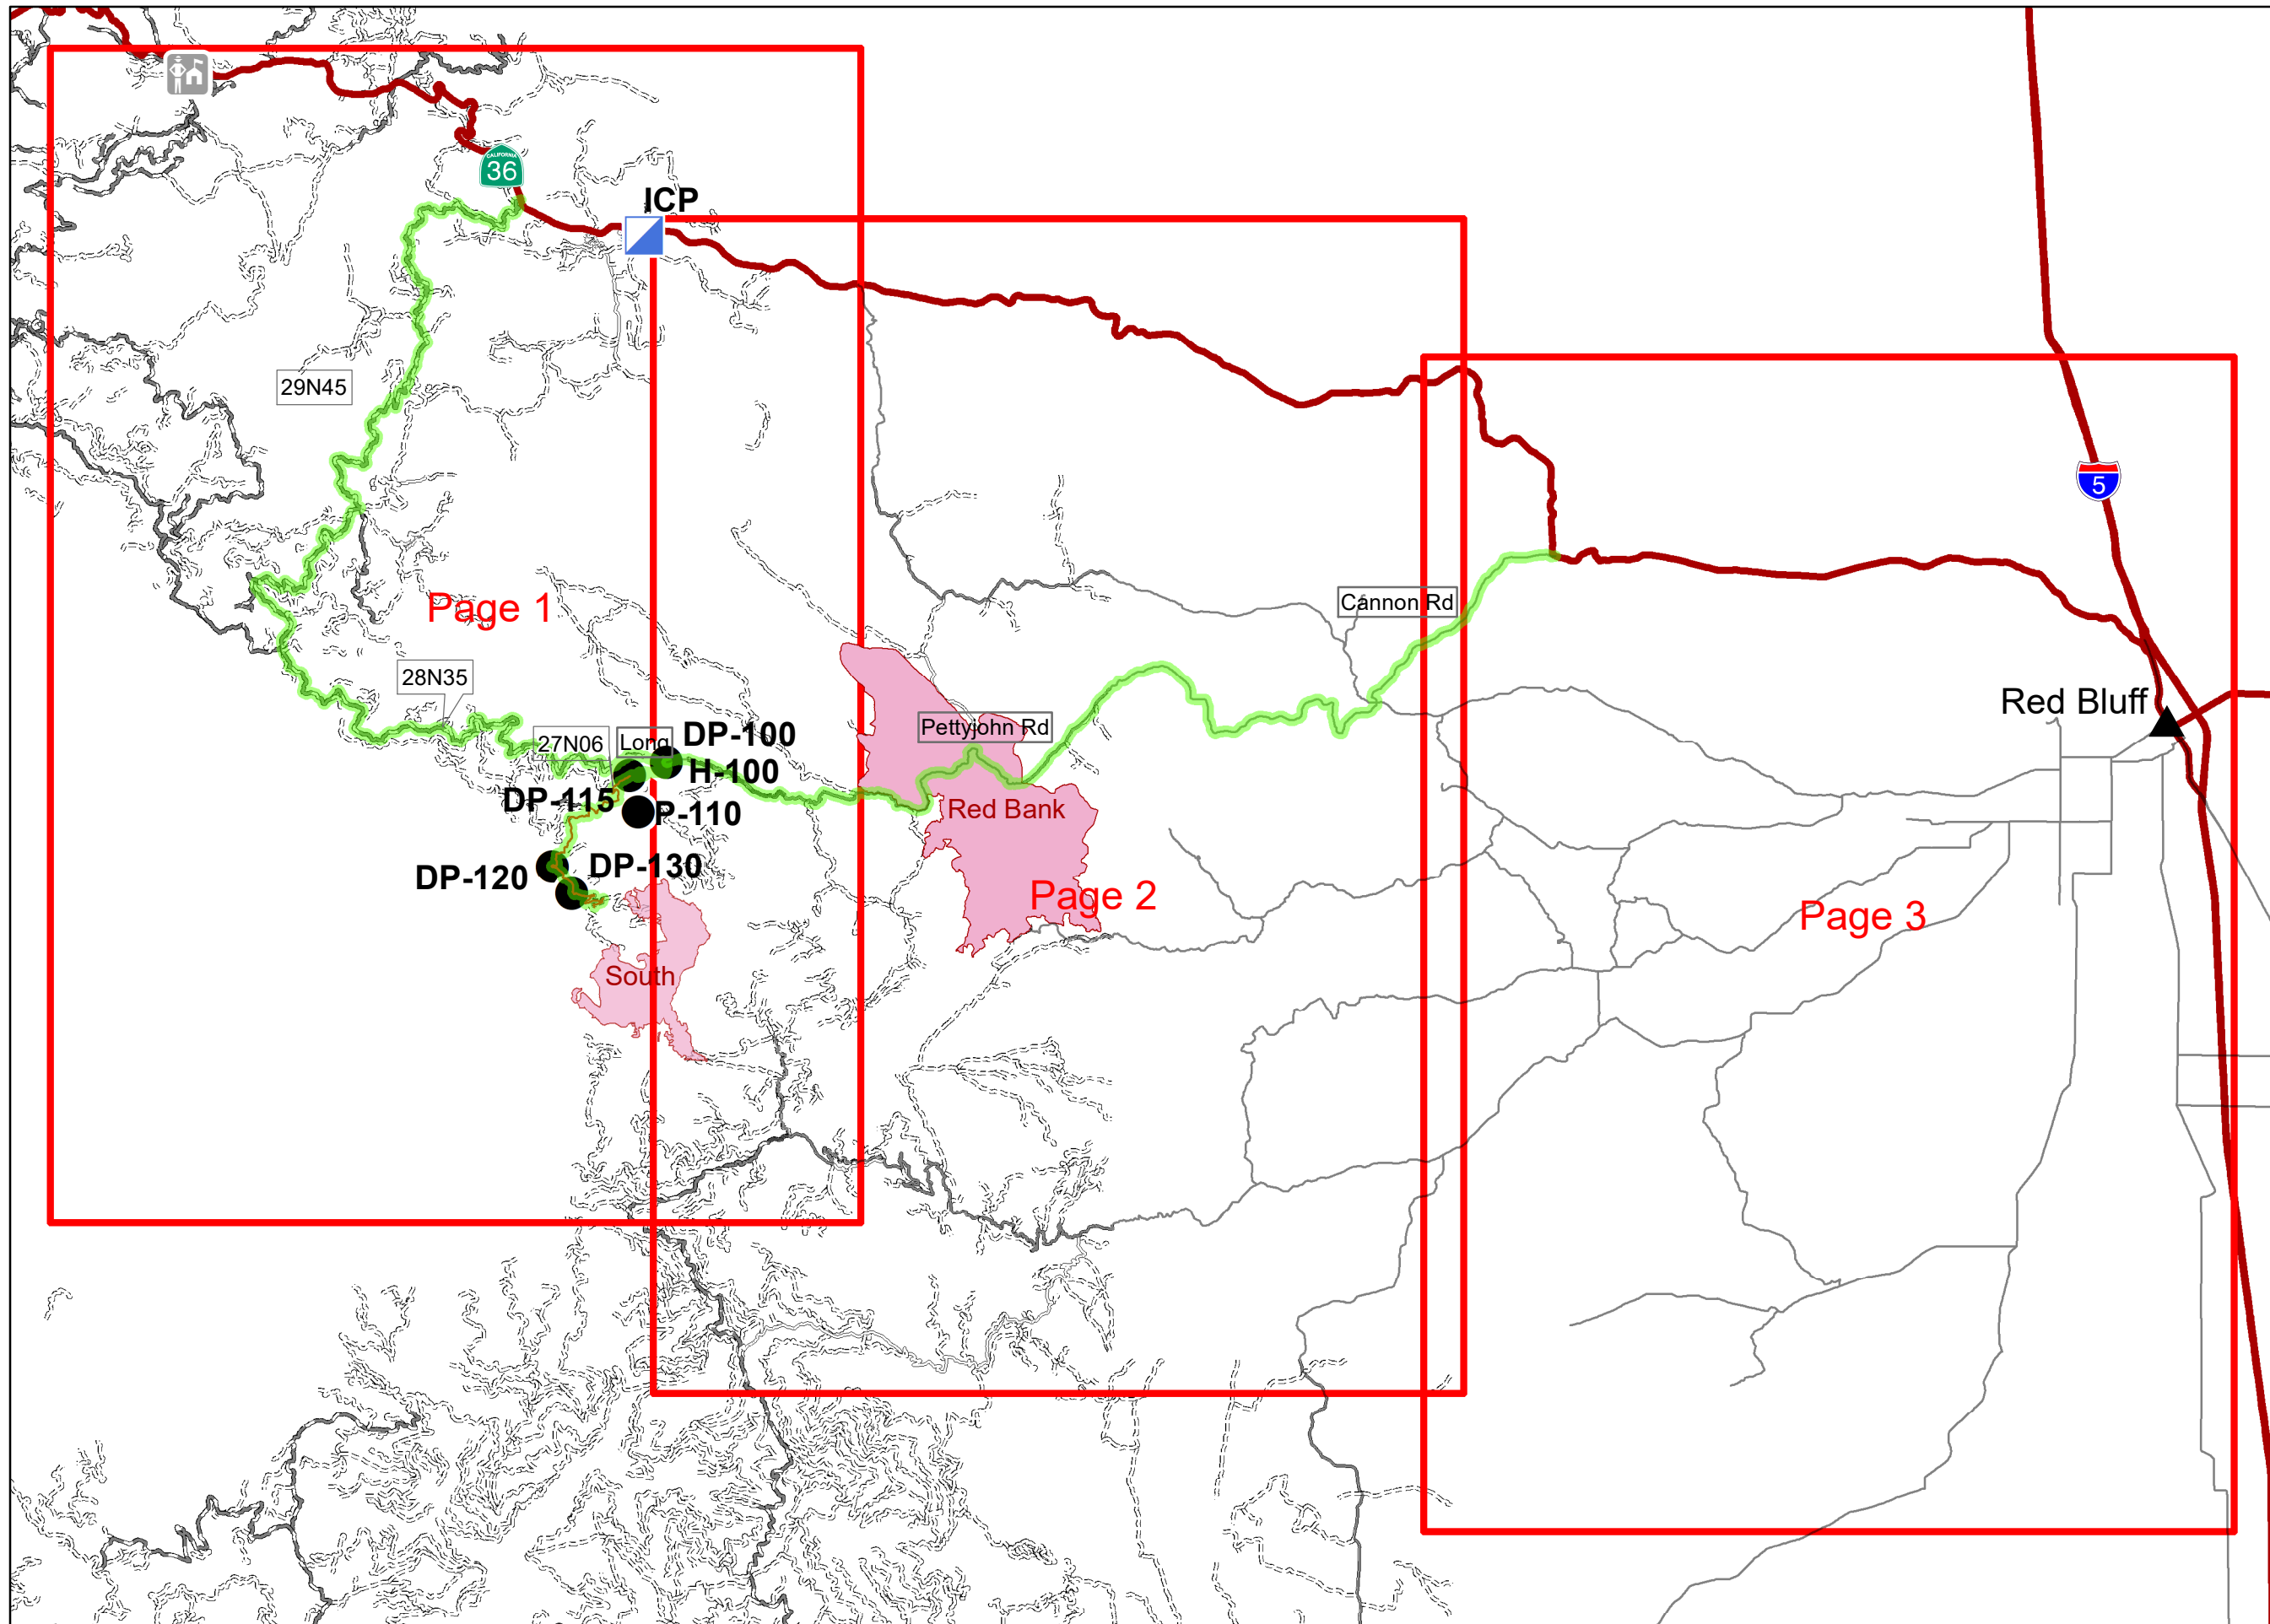 CALIFORNIA
36
ICP
29N45
5
Cannon Rd
Page 1
28N35
Red Bluff
Pettyjohn Rd
27N06
Long
DP-100
H-100
DP-115
P-110
Red Bank
DP-130
DP-120
Page 2
Page 3
South